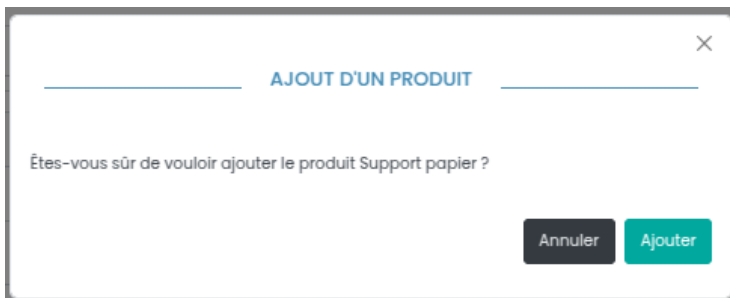 AJOUT D'UN PRODUIT
Êtes-vous sûr de vouloir ajouter le produit Support papier ?
Annuler Ajouter